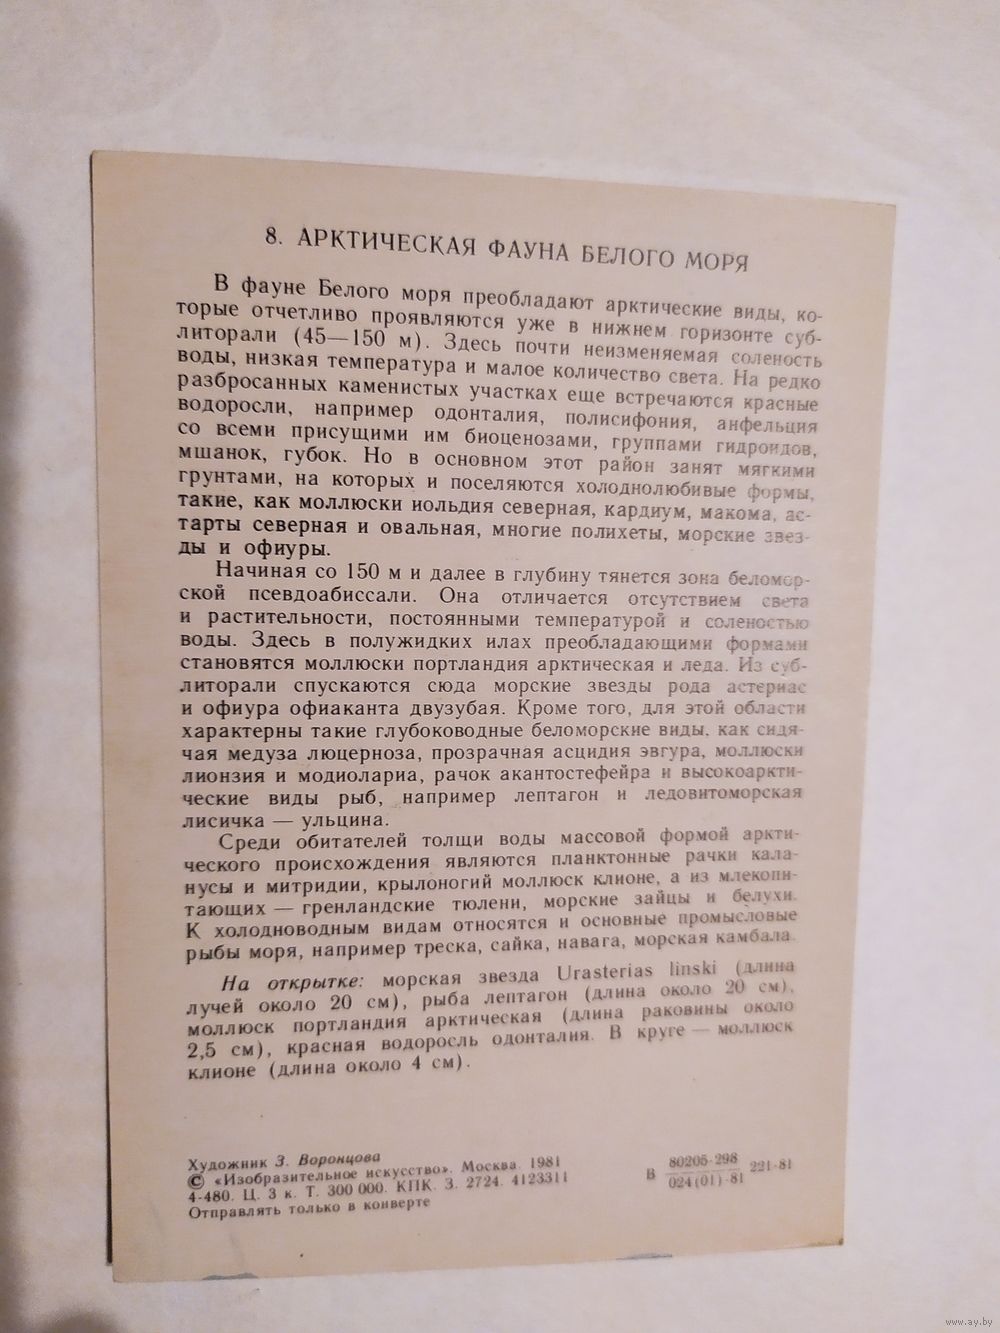 8. АРКТИЧЕСКАЯ ФАУНА БЕЛОГО МОРЯ
В фауне Белого моря преобладают арктические виды, ко-
торые отчетливо проявляются уже в нижнем горизонте суб-
литорали (45—150 м). Здесь почти неизменяемая соленость
воды, низкая температура и малое количество света. На редко
разбросанных каменистых участках еще встречаются красные
водоросли, например одонталия, полисифония, анфельция
со всеми присущими им биоценозами, группами гидроидов,
мшанок, губок. Но в основном этот район занят мягкими
грунтами, на которых и поселяются холоднолюбивые формы,
такие, как моллюски иольдия северная, кардиум, макома, ас-
тарты северная и овальная, многие полихеты, морские звез-
ды и офиуры.
Начиная со 150 м и далее в глубину тянется зона беломор-
ской псевдоабиссали. Она отличается отсутствием света
и растительности, постоянными температурой и соленостью
воды. Здесь в полужидких илах преобладающими формами
становятся моллюски портландия арктическая и леда. Из суб-
литорали спускаются сюда морские звезды рода астериас
и офиура офиаканта двузубая. Кроме того, для этой области
характерны такие глубоководные беломорские виды, как сидя-
чая медуза люцерноза, прозрачная асцидия эвгура, моллюски
лионзия и модиолариа, рачок акантостефейра и высокоаркти-
ческие виды рыб, например лептагон и ледовитоморская
лисичка — ульцина.
Среди обитателей толщи воды массовой формой аркти-
ческого происхождения являются планктонные рачки кала-
нусы и митридии, крылоногий моллюск клионе, а из млекопи-
тающих — гренландские тюлени, морские зайцы и белухи.
К холодноводным видам относятся и основные промысловые
рыбы моря, например треска, сайка, навага, морская камбала.
На открытке: морская звезда Urasterias linski (длина
лучей около 20 см), рыба лептагон (длина около 20 см),
моллюск портландия арктическая (длина раковины около
2,5 см), красная водоросль одонталия. В круге — моллюск
клионе (длина около 4 см).
Художник З. Воронцова
© «Изобразительное искусство». Москва. 1981
4-480. Ц. 3 к. Т. 300 000. КПК. З. 2724. 4123311
Отправлять только в конверте
В 80205-298 221-81
024(01)-81
www.ay.by